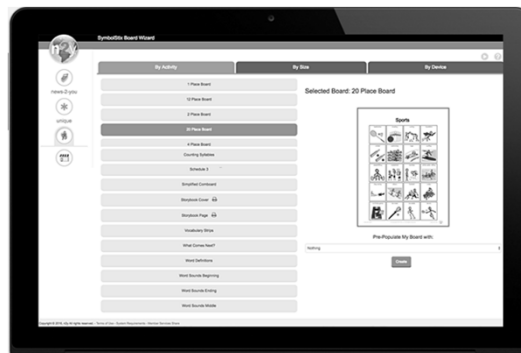 SymbolStix Board Wizard
n2y
news-2-you
unique
By Activity
By Size
By Device
1 Place Board
12 Place Board
2 Place Board
20 Place Board
4 Place Board
Counting Syllables
Schedule 3
Simplified Comboard
Storybook Cover
Storybook Page
Vocabulary Strips
What Comes Next?
Word Definitions
Word Sounds Beginning
Word Sounds Ending
Word Sounds Middle
Selected Board: 20 Place Board
Sports
Pre-Populate My Board with:
Nothing
Create